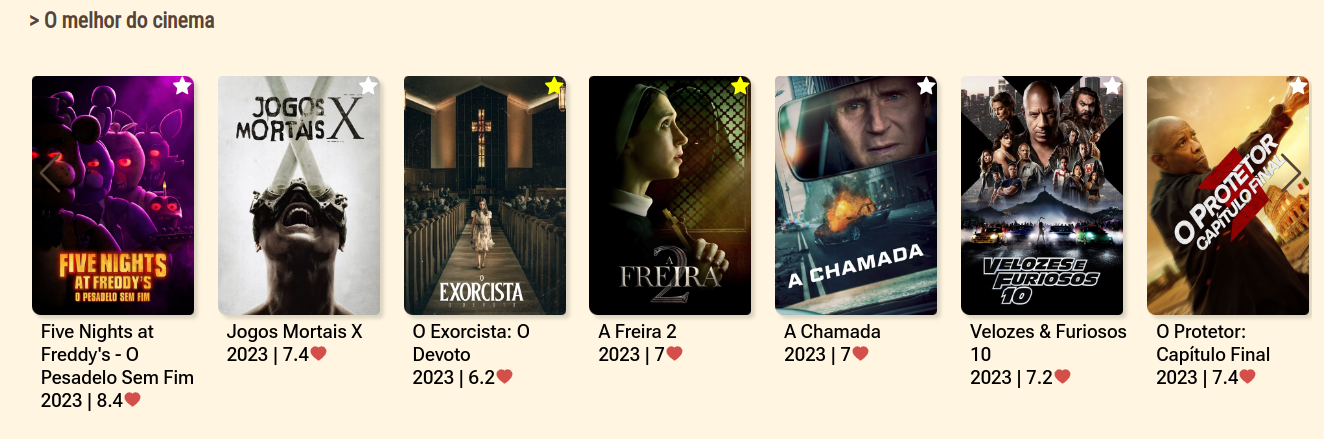 > O melhor do cinema
FIVE NIGHTS
AT FREDDY'S
O PESADELO SEM FIM
JOGOS
MORTAIS X
O
EXORCISTA
O DEVOTO
A
FREIRA
2
A CHAMADA
VELOZES E
FURIOSOS
10
O PROTETOR
CAPÍTULO FINAL
Five Nights at
Freddy's - O
Pesadelo Sem Fim
2023 | 8.4
Jogos Mortais X
2023 | 7.4
O Exorcista: O
Devoto
2023 | 6.2
A Freira 2
2023 | 7
A Chamada
2023 | 7
Velozes & Furiosos
10
2023 | 7.2
O Protetor:
Capítulo Final
2023 | 7.4